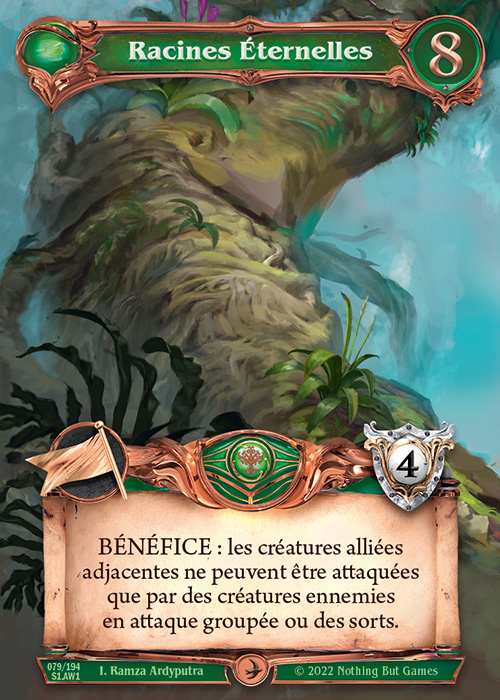 Racines Éternelles
8
4
BÉNÉFICE : les créatures alliées
adjacentes ne peuvent être attaquées
que par des créatures ennemies
en attaque groupée ou des sorts.
079/194
S1.AW1
I. Ramza Ardyputra
© 2022 Nothing But Games